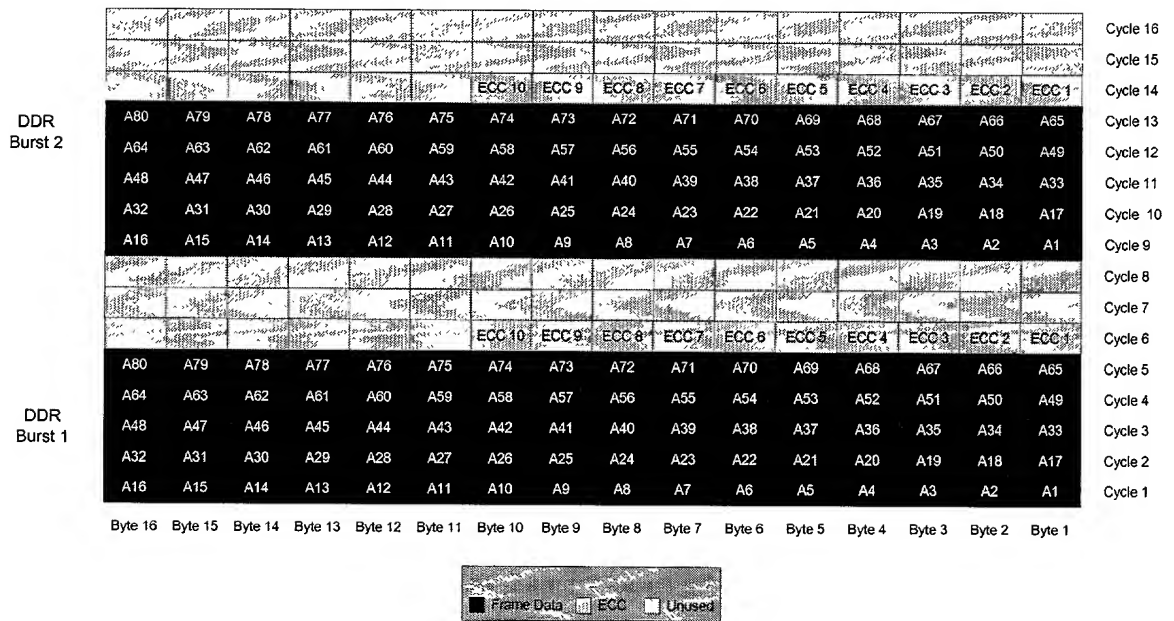 Cycle 16
Cycle 15
ECC 10 ECC 9 ECC 8 ECC 7 ECC 6 ECC 5 ECC 4 ECC 3 ECC 2 ECC 1 Cycle 14
DDR
Burst 2
A80 A79 A78 A77 A76 A75 A74 A73 A72 A71 A70 A69 A68 A67 A66 A65 Cycle 13
A64 A63 A62 A61 A60 A59 A58 A57 A56 A55 A54 A53 A52 A51 A50 A49 Cycle 12
A48 A47 A46 A45 A44 A43 A42 A41 A40 A39 A38 A37 A36 A35 A34 A33 Cycle 11
A32 A31 A30 A29 A28 A27 A26 A25 A24 A23 A22 A21 A20 A19 A18 A17 Cycle 10
A16 A15 A14 A13 A12 A11 A10 A9 A8 A7 A6 A5 A4 A3 A2 A1 Cycle 9
Cycle 8
Cycle 7
ECC 10 ECC 9 ECC 8 ECC 7 ECC 6 ECC 5 ECC 4 ECC 3 ECC 2 ECC 1 Cycle 6
DDR
Burst 1
A80 A79 A78 A77 A76 A75 A74 A73 A72 A71 A70 A69 A68 A67 A66 A65 Cycle 5
A64 A63 A62 A61 A60 A59 A58 A57 A56 A55 A54 A53 A52 A51 A50 A49 Cycle 4
A48 A47 A46 A45 A44 A43 A42 A41 A40 A39 A38 A37 A36 A35 A34 A33 Cycle 3
A32 A31 A30 A29 A28 A27 A26 A25 A24 A23 A22 A21 A20 A19 A18 A17 Cycle 2
A16 A15 A14 A13 A12 A11 A10 A9 A8 A7 A6 A5 A4 A3 A2 A1 Cycle 1
Byte 16 Byte 15 Byte 14 Byte 13 Byte 12 Byte 11 Byte 10 Byte 9 Byte 8 Byte 7 Byte 6 Byte 5 Byte 4 Byte 3 Byte 2 Byte 1
Frame Data ECC Unused